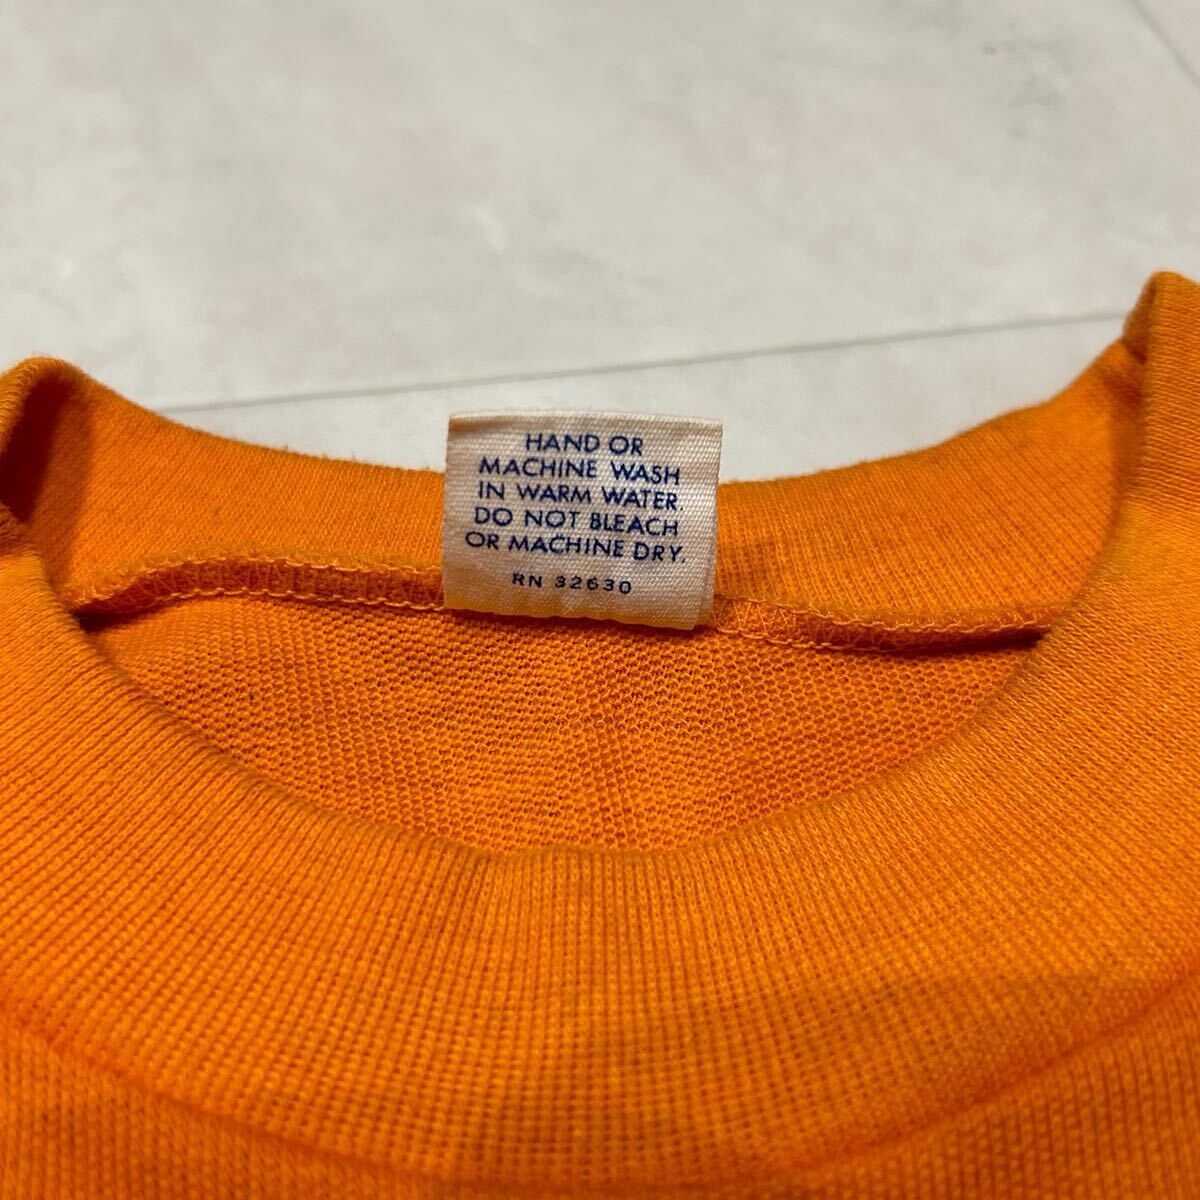 HAND OR
MACHINE WASH
IN WARM WATER.
DO NOT BLEACH
OR MACHINE DRY.
RN 32630